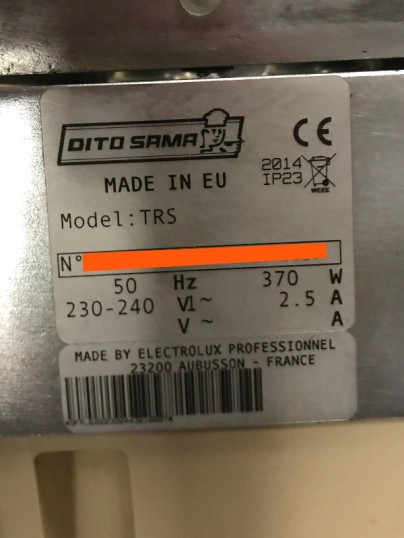 DITO SAMA
CE
2014
IP23
WEEE
MADE IN EU
Model:TRS
N°
50 Hz 370 W
230-240 V1~ 2.5 A
V ~ A
MADE BY ELECTROLUX PROFESSIONNEL
23200 AUBUSSON - FRANCE